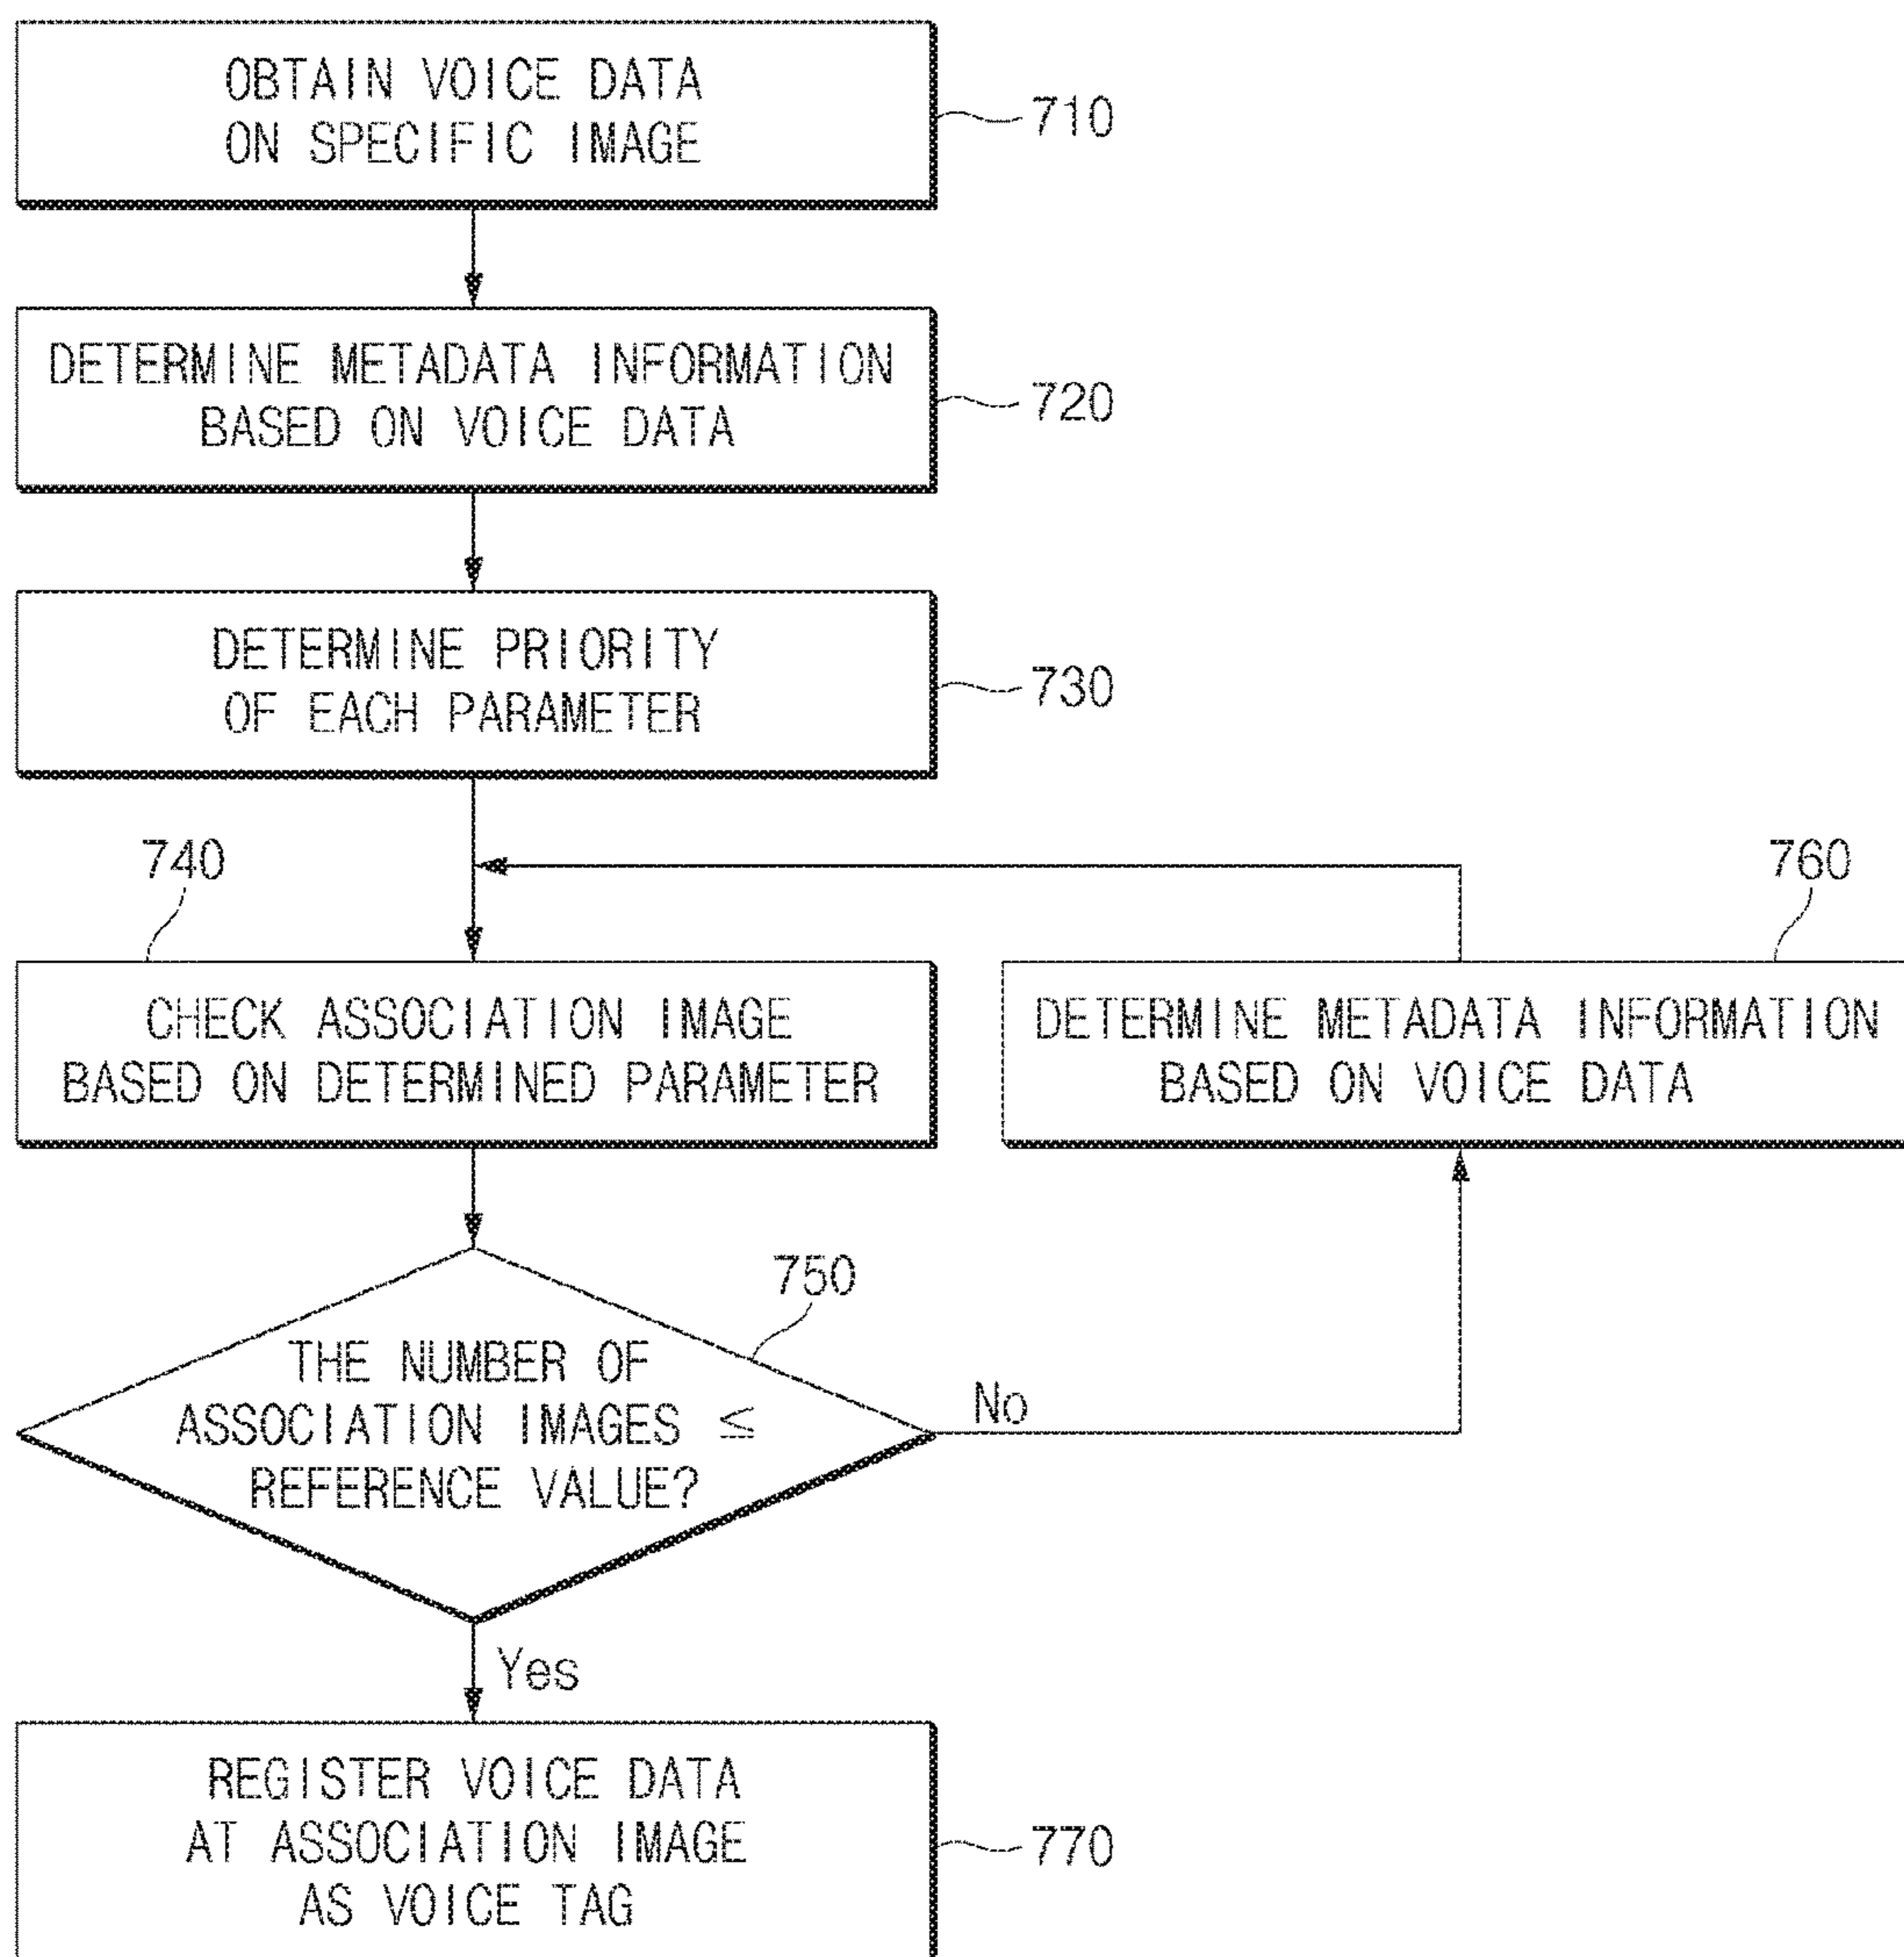 OBTAIN VOICE DATA
ON SPECIFIC IMAGE
710
DETERMINE METADATA INFORMATION
BASED ON VOICE DATA
720
DETERMINE PRIORITY
OF EACH PARAMETER
730
740
760
CHECK ASSOCIATION IMAGE
BASED ON DETERMINED PARAMETER
DETERMINE METADATA INFORMATION
BASED ON VOICE DATA
750
THE NUMBER OF
ASSOCIATION IMAGES ≤
REFERENCE VALUE?
No
Yes
REGISTER VOICE DATA
AT ASSOCIATION IMAGE
AS VOICE TAG
770